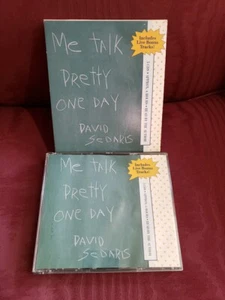 Me talk
Pretty
ONE DAY
DAVID
SEDARIS
Includes
Live Bonus
Tracks!
Me talk
Pretty
ONE DAY
DAVID
SEDARIS
Includes
Live Bonus
Tracks!